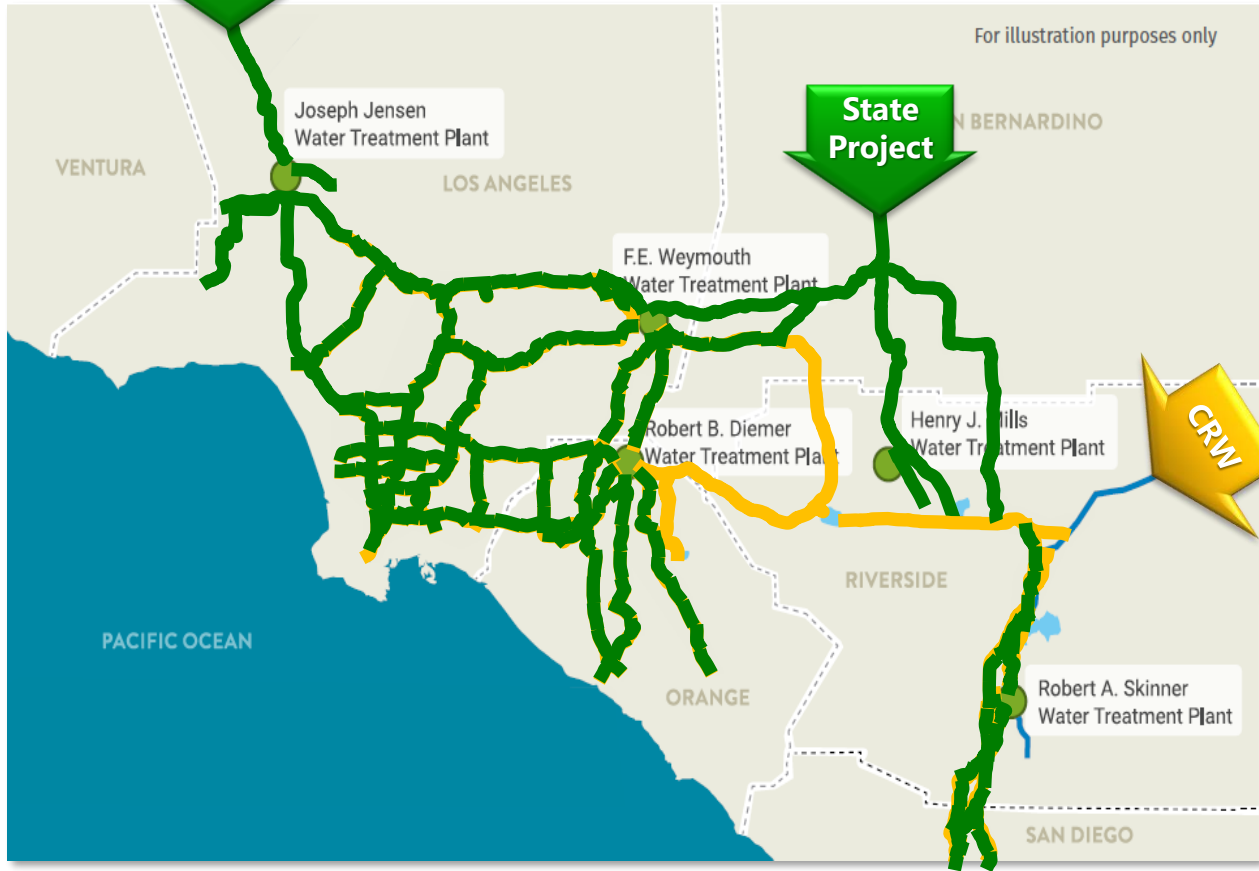 For illustration purposes only
Joseph Jensen
Water Treatment Plant
State
Project
N BERNARDINO
VENTURA
LOS ANGELES
F.E. Weymouth
Water Treatment Plant
CRW
Robert B. Diemer
Water Treatment Plant
Henry J. Mills
Water Treatment Plant
RIVERSIDE
PACIFIC OCEAN
ORANGE
Robert A. Skinner
Water Treatment Plant
SAN DIEGO